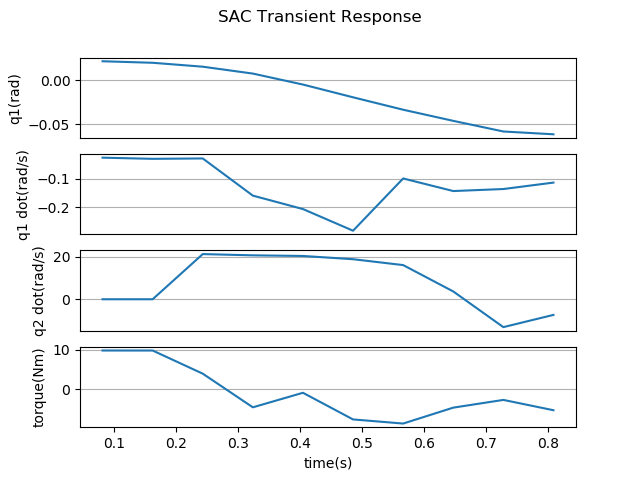 SAC Transient Response
q1(rad)
0.00
−0.05
q1 dot(rad/s)
−0.1
−0.2
q2 dot(rad/s)
20
0
torque(Nm)
10
0
0.1 0.2 0.3 0.4 0.5 0.6 0.7 0.8
time(s)